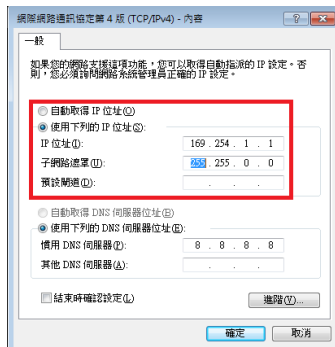 網際網路通訊協定第 4 版 (TCP/IPv4) - 內容
一般
如果您的網路支援這項功能，您可以取得自動指派的 IP 設定。否
則，您必須詢問網路系統管理員正確的 IP 設定。
自動取得 IP 位址(O)
使用下列的 IP 位址(S):
IP 位址(I): 169 . 254 . 1 . 1
子網路遮罩(U): 255 . 255 . 0 . 0
預設閘道(D): . . .
自動取得 DNS 伺服器位址(B)
使用下列的 DNS 伺服器位址(E):
慣用 DNS 伺服器(P): 8 . 8 . 8 . 8
其他 DNS 伺服器(A): . . .
結束時確認設定(L)
進階(V)...
確定 取消